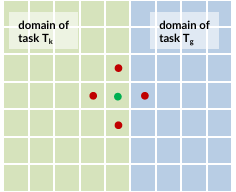 domain of
task Tk
domain of
task Tg